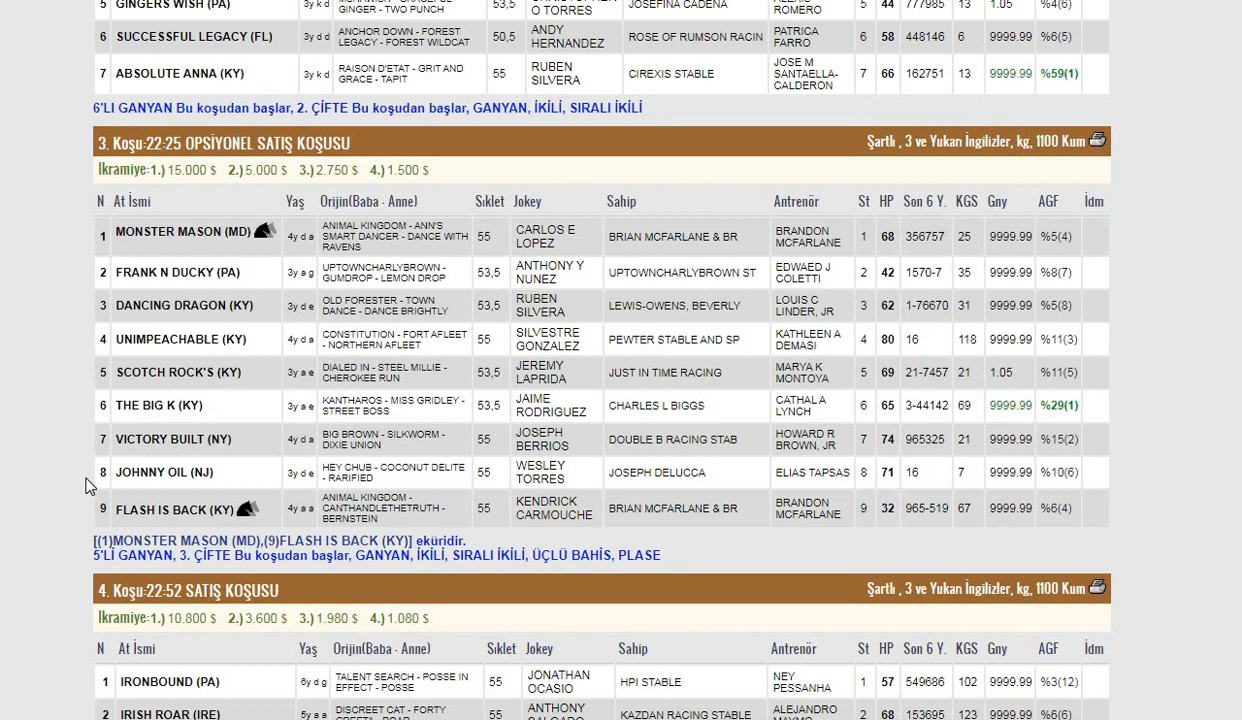 5 GINGERS WISH (PA) 3y k d GINGER - TWO PUNCH 53,5 O TORRES JOSEFINA CADENA ROMERO 5 44 777985 13 1.05 %4(6)
6 SUCCESSFUL LEGACY (FL) 3y d d ANCHOR DOWN - FOREST LEGACY - FOREST WILDCAT 50,5 ANDY HERNANDEZ ROSE OF RUMSON RACIN PATRICA FARRO 6 58 448146 6 9999.99 %6(5)
7 ABSOLUTE ANNA (KY) 3y k d RAISON D'ETAT - GRIT AND GRACE - TAPIT 55 RUBEN SILVERA CIREXIS STABLE JOSE M SANTAELLA-CALDERON 7 66 162751 13 9999.99 %59(1)
6'LI GANYAN Bu koşudan başlar, 2. ÇİFTE Bu koşudan başlar, GANYAN, İKİLİ, SIRALI İKİLİ
3. Koşu:22:25 OPSİYONEL SATIŞ KOŞUSU Şartlı , 3 ve Yukarı İngilizler, kg, 1100 Kum
İkramiye:1.) 15.000 $ 2.) 5.000 $ 3.) 2.750 $ 4.) 1.500 $
N At İsmi Yaş Orijin(Baba - Anne) Sıklet Jokey Sahip Antrenör St HP Son 6 Y. KGS Gny AGF İdm
1 MONSTER MASON (MD) 4y d a ANIMAL KINGDOM - ANN'S SMART DANCER - DANCE WITH RAVENS 55 CARLOS E LOPEZ BRIAN MCFARLANE & BR BRANDON MCFARLANE 1 68 356757 25 9999.99 %5(4)
2 FRANK N DUCKY (PA) 3y a g UPTOWNCHARLYBROWN - GUMDROP - LEMON DROP 53,5 ANTHONY Y NUNEZ UPTOWNCHARLYBROWN ST EDWAED J COLETTI 2 42 1570-7 35 9999.99 %8(7)
3 DANCING DRAGON (KY) 3y d e OLD FORESTER - TOWN DANCE - DANCE BRIGHTLY 53,5 RUBEN SILVERA LEWIS-OWENS, BEVERLY LOUIS C LINDER, JR 3 62 1-76670 31 9999.99 %5(8)
4 UNIMPEACHABLE (KY) 4y d a CONSTITUTION - FORT AFLEET - NORTHERN AFLEET 55 SILVESTRE GONZALEZ PEWTER STABLE AND SP KATHLEEN A DEMASI 4 80 16 118 9999.99 %11(3)
5 SCOTCH ROCK'S (KY) 3y a e DIALED IN - STEEL MILLIE - CHEROKEE RUN 53,5 JEREMY LAPRIDA JUST IN TIME RACING MARYA K MONTOYA 5 69 21-7457 21 1.05 %11(5)
6 THE BIG K (KY) 3y a e KANTHAROS - MISS GRIDLEY - STREET BOSS 53,5 JAIME RODRIGUEZ CHARLES L BIGGS CATHAL A LYNCH 6 65 3-44142 69 9999.99 %29(1)
7 VICTORY BUILT (NY) 4y d a BIG BROWN - SILKWORM - DIXIE UNION 55 JOSEPH BERRIOS DOUBLE B RACING STAB HOWARD R BROWN, JR 7 74 965325 21 9999.99 %15(2)
8 JOHNNY OIL (NJ) 3y d e HEY CHUB - COCONUT DELITE - RARIFIED 55 WESLEY TORRES JOSEPH DELUCCA ELIAS TAPSAS 8 71 16 7 9999.99 %10(6)
9 FLASH IS BACK (KY) 4y a a ANIMAL KINGDOM - CANTHANDLETHETRUTH - BERNSTEIN 55 KENDRICK CARMOUCHE BRIAN MCFARLANE & BR BRANDON MCFARLANE 9 32 965-519 67 9999.99 %6(4)
[(1)MONSTER MASON (MD),(9)FLASH IS BACK (KY)] eküridir.
5'Lİ GANYAN, 3. ÇİFTE Bu koşudan başlar, GANYAN, İKİLİ, SIRALI İKİLİ, ÜÇLÜ BAHİS, PLASE
4. Koşu:22:52 SATIŞ KOŞUSU Şartlı , 3 ve Yukarı İngilizler, kg, 1100 Kum
İkramiye:1.) 10.800 $ 2.) 3.600 $ 3.) 1.980 $ 4.) 1.080 $
N At İsmi Yaş Orijin(Baba - Anne) Sıklet Jokey Sahip Antrenör St HP Son 6 Y. KGS Gny AGF İdm
1 IRONBOUND (PA) 6y d g TALENT SEARCH - POSSE IN EFFECT - POSSE 55 JONATHAN OCASIO HPI STABLE NEY PESSANHA 1 57 549686 102 9999.99 %3(12)
2 IRISH ROAR (IRE) 5y a a DISCREET CAT - FORTY 55 ANTHONY KAZDAN RACING STABLE ALEJANDRO 2 68 153695 123 9999.99 %6(6)